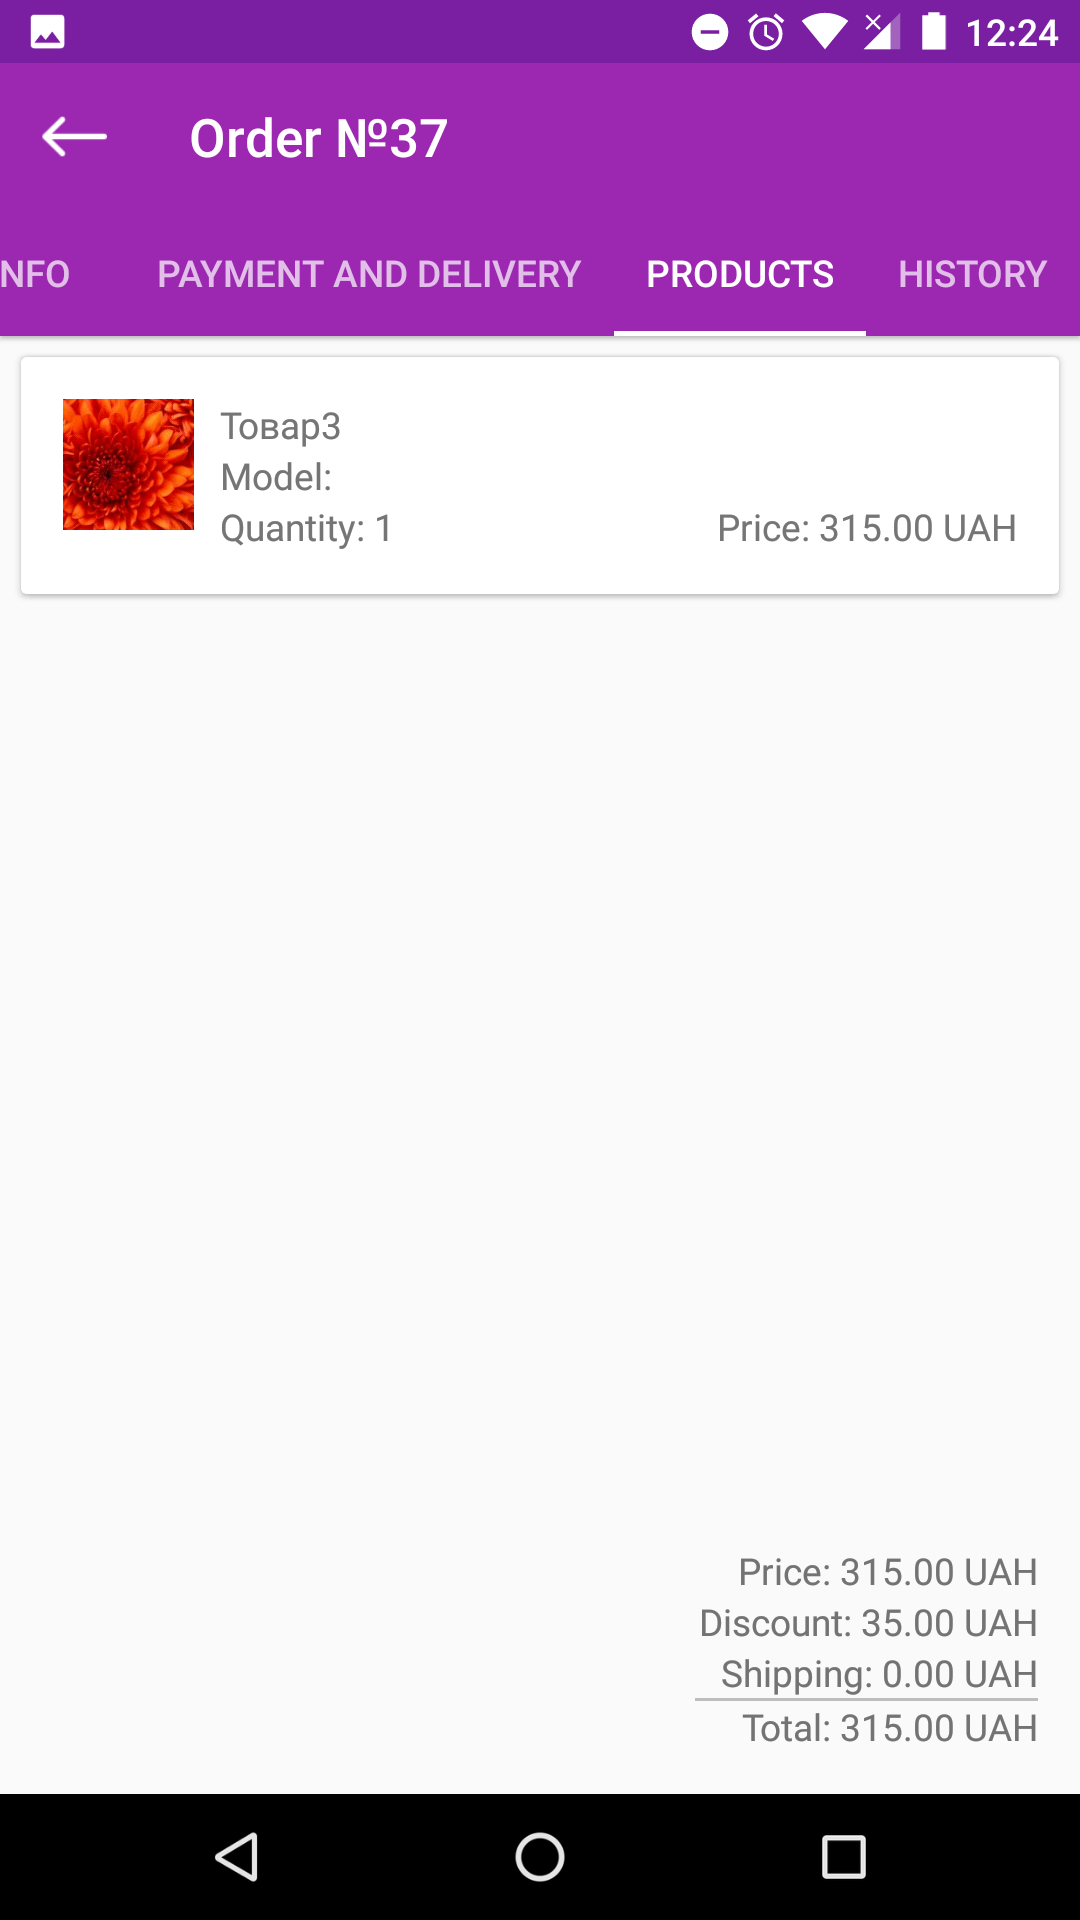 12:24
Order №37
NFO PAYMENT AND DELIVERY PRODUCTS HISTORY
Товар3
Model:
Quantity: 1 Price: 315.00 UAH
Price: 315.00 UAH
Discount: 35.00 UAH
Shipping: 0.00 UAH
Total: 315.00 UAH